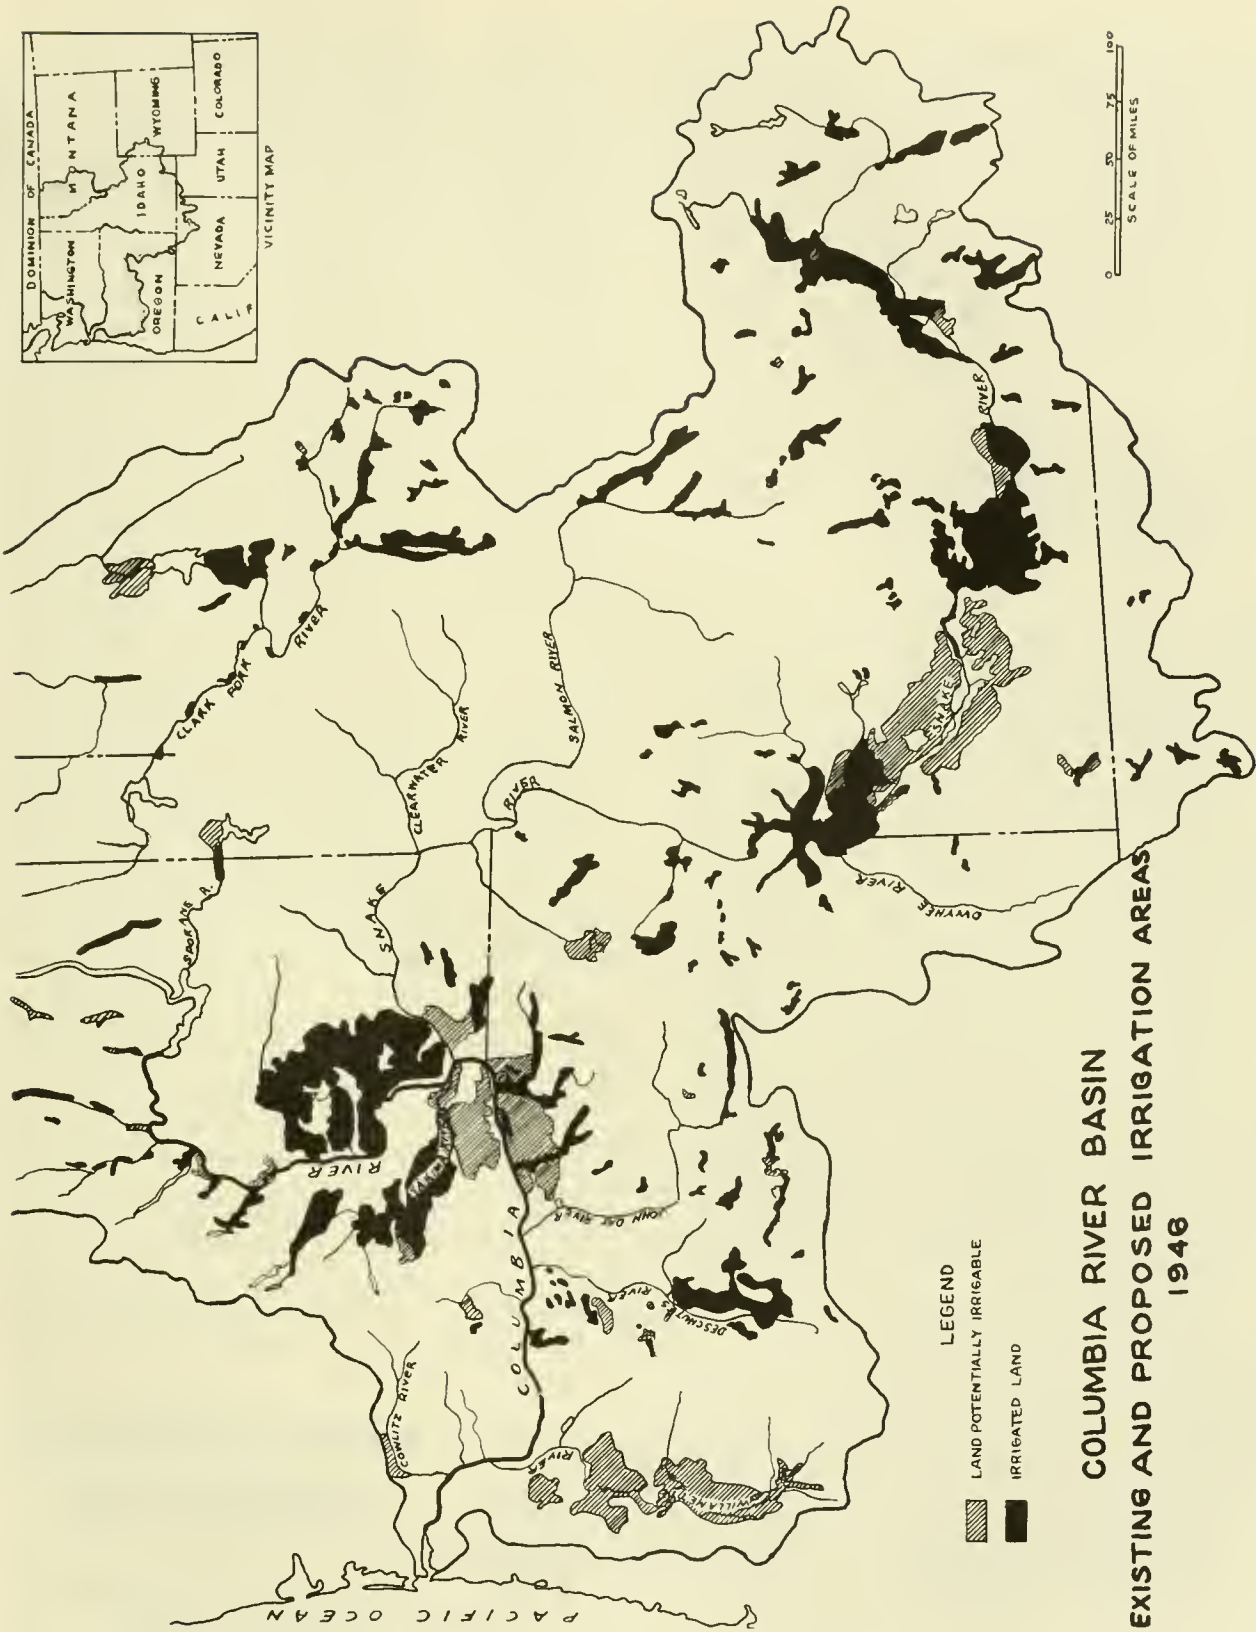 DOMINION OF CANADA
WASHINGTON
MONTANA
OREGON
IDAHO
WYOMING
NEVADA
UTAH
COLORADO
CALIF
VICINITY MAP
CLARK FORK
RIVER
SPOKANE R.
CLEARWATER
RIVER
SALMON RIVER
SNAKE
RIVER
RIVER
YAKIMA
COLUMBIA
COWLITZ RIVER
JOHN DAY RIVER
DESCHUTES
RIVER
RIVER
WILLAMETTE
OWYHEE
RIVER
SNAKE
RIVER
PACIFIC OCEAN
0 25 50 75 100
SCALE OF MILES
LEGEND
LAND POTENTIALLY IRRIGABLE
IRRIGATED LAND
COLUMBIA RIVER BASIN
EXISTING AND PROPOSED IRRIGATION AREAS
1946